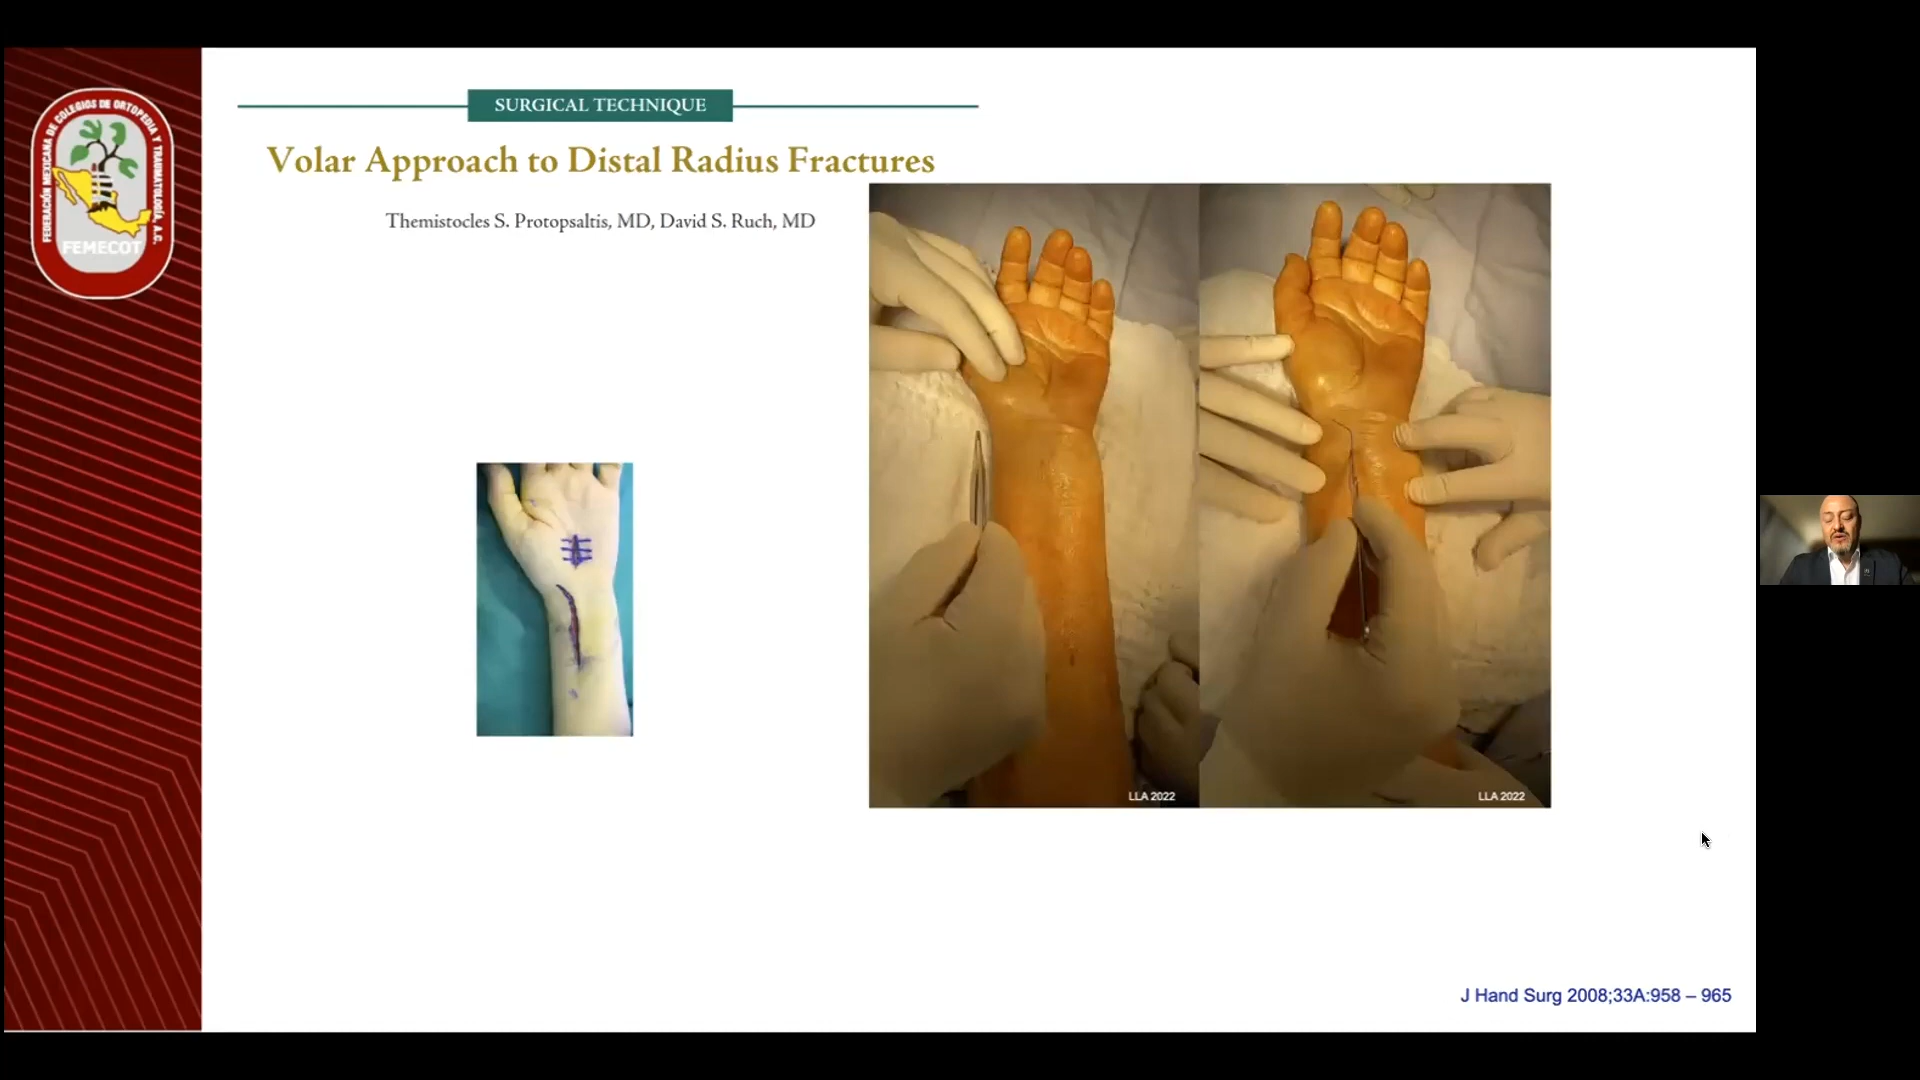 FEDERACIÓN MEXICANA DE COLEGIOS DE ORTOPEDIA Y TRAUMATOLOGÍA, A.C.
FEMECOT
SURGICAL TECHNIQUE
Volar Approach to Distal Radius Fractures
Themistocles S. Protopsaltis, MD, David S. Ruch, MD
LLA 2022
LLA 2022
J Hand Surg 2008;33A:958 – 965